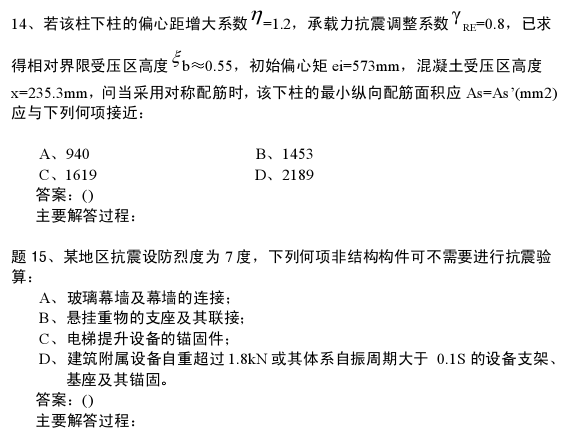 14、若该柱下柱的偏心距增大系数η=1.2，承载力抗震调整系数γRE=0.8，已求
得相对界限受压区高度ξb≈0.55，初始偏心矩 ei=573mm，混凝土受压区高度
x=235.3mm，问当采用对称配筋时，该下柱的最小纵向配筋面积应 As=As'(mm2)
应与下列何项接近：
A、940 B、1453
C、1619 D、2189
答案：()
主要解答过程：
题 15、某地区抗震设防烈度为 7 度，下列何项非结构构件可不需要进行抗震验
算：
A、玻璃幕墙及幕墙的连接；
B、悬挂重物的支座及其联接；
C、电梯提升设备的锚固件；
D、建筑附属设备自重超过 1.8kN 或其体系自振周期大于 0.1S 的设备支架、
基座及其锚固。
答案：()
主要解答过程：